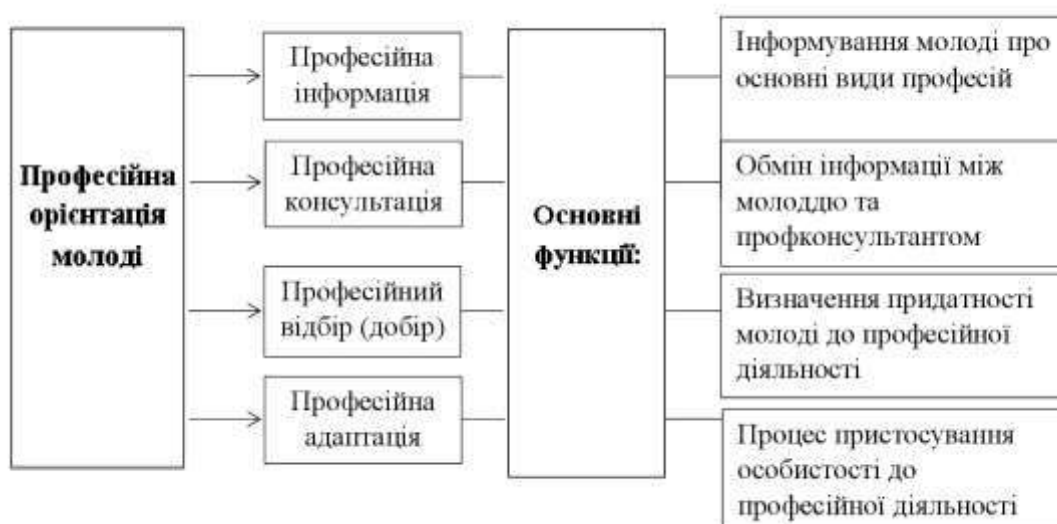 Професійна
орієнтація
молоді
Професійна
інформація
Професійна
консультація
Професійний
відбір (добір)
Професійна
адаптація
Основні
функції:
Інформування молоді про
основні види професій
Обмін інформації між
молоддю та
профконсультантом
Визначення придатності
молоді до професійної
діяльності
Процес пристосування
особистості до
професійної діяльності